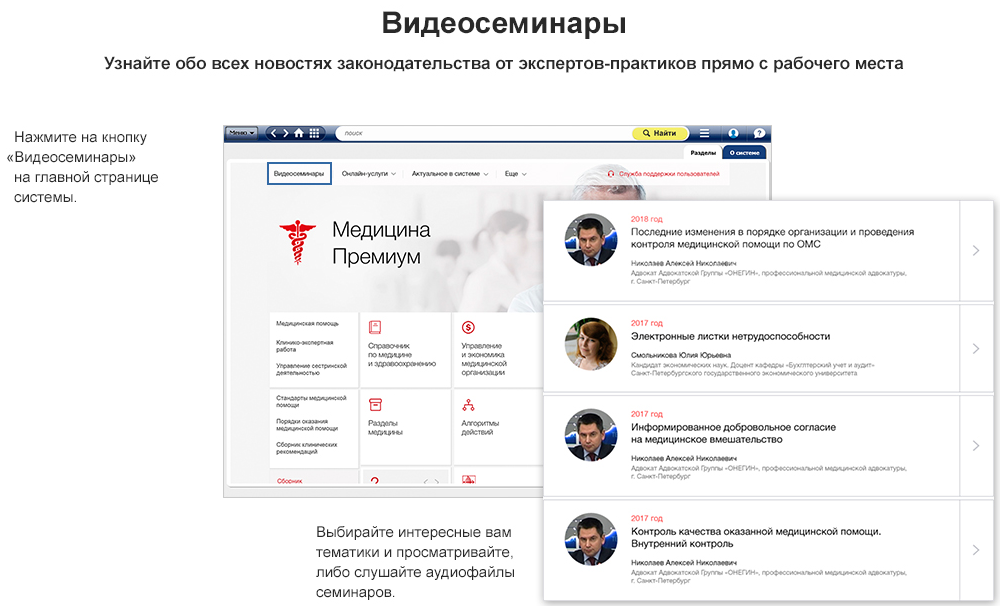 Видеосеминары
Узнайте обо всех новостях законодательства от экспертов-практиков прямо с рабочего места
Нажмите на кнопку
«Видеосеминары»
на главной странице
системы.
Меню
поиск
Найти
?
Разделы
О системе
Видеосеминары
Онлайн-услуги
Актуальное в системе
Еще
Служба поддержки пользователей
Медицина
Премиум
Медицинская помощь
Клинико-экспертная
работа
Управление сестринской
деятельностью
Справочник
по медицине
и здравоохранению
Управление
и экономика
медицинской
организации
Стандарты медицинской
помощи
Порядки оказания
медицинской помощи
Сборник клинических
рекомендаций
Разделы
медицины
Алгоритмы
действий
Сборник
?
2018 год
Последние изменения в порядке организации и проведения
контроля медицинской помощи по ОМС
Николаев Алексей Николаевич
Адвокат Адвокатской Группы «ОНЕГИН», профессиональной медицинской адвокатуры,
г. Санкт-Петербург
2017 год
Электронные листки нетрудоспособности
Смольникова Юлия Юрьевна
Кандидат экономических наук. Доцент кафедры «Бухгалтерский учет и аудит»
Санкт-Петербургского государственного экономического университета
2017 год
Информированное добровольное согласие
на медицинское вмешательство
Николаев Алексей Николаевич
Адвокат Адвокатской Группы «ОНЕГИН», профессиональной медицинской адвокатуры,
г. Санкт-Петербург
2017 год
Контроль качества оказанной медицинской помощи.
Внутренний контроль
Николаев Алексей Николаевич
Адвокат Адвокатской Группы «ОНЕГИН», профессиональной медицинской адвокатуры,
г. Санкт-Петербург
Выбирайте интересные вам
тематики и просматривайте,
либо слушайте аудиофайлы
семинаров.